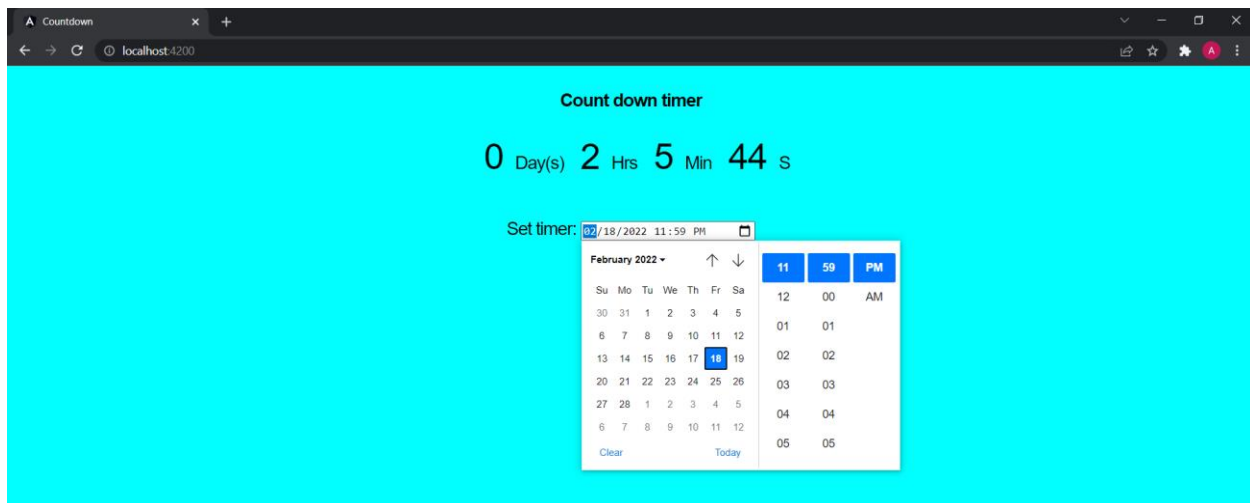 Countdown
localhost:4200
A
Count down timer
0 Day(s) 2 Hrs 5 Min 44 S
Set timer: 02/18/2022 11:59 PM
February 2022
Su Mo Tu We Th Fr Sa
30 31 1 2 3 4 5
6 7 8 9 10 11 12
13 14 15 16 17 18 19
20 21 22 23 24 25 26
27 28 1 2 3 4 5
6 7 8 9 10 11 12
Clear Today
11 59 PM
12 00 AM
01 01
02 02
03 03
04 04
05 05